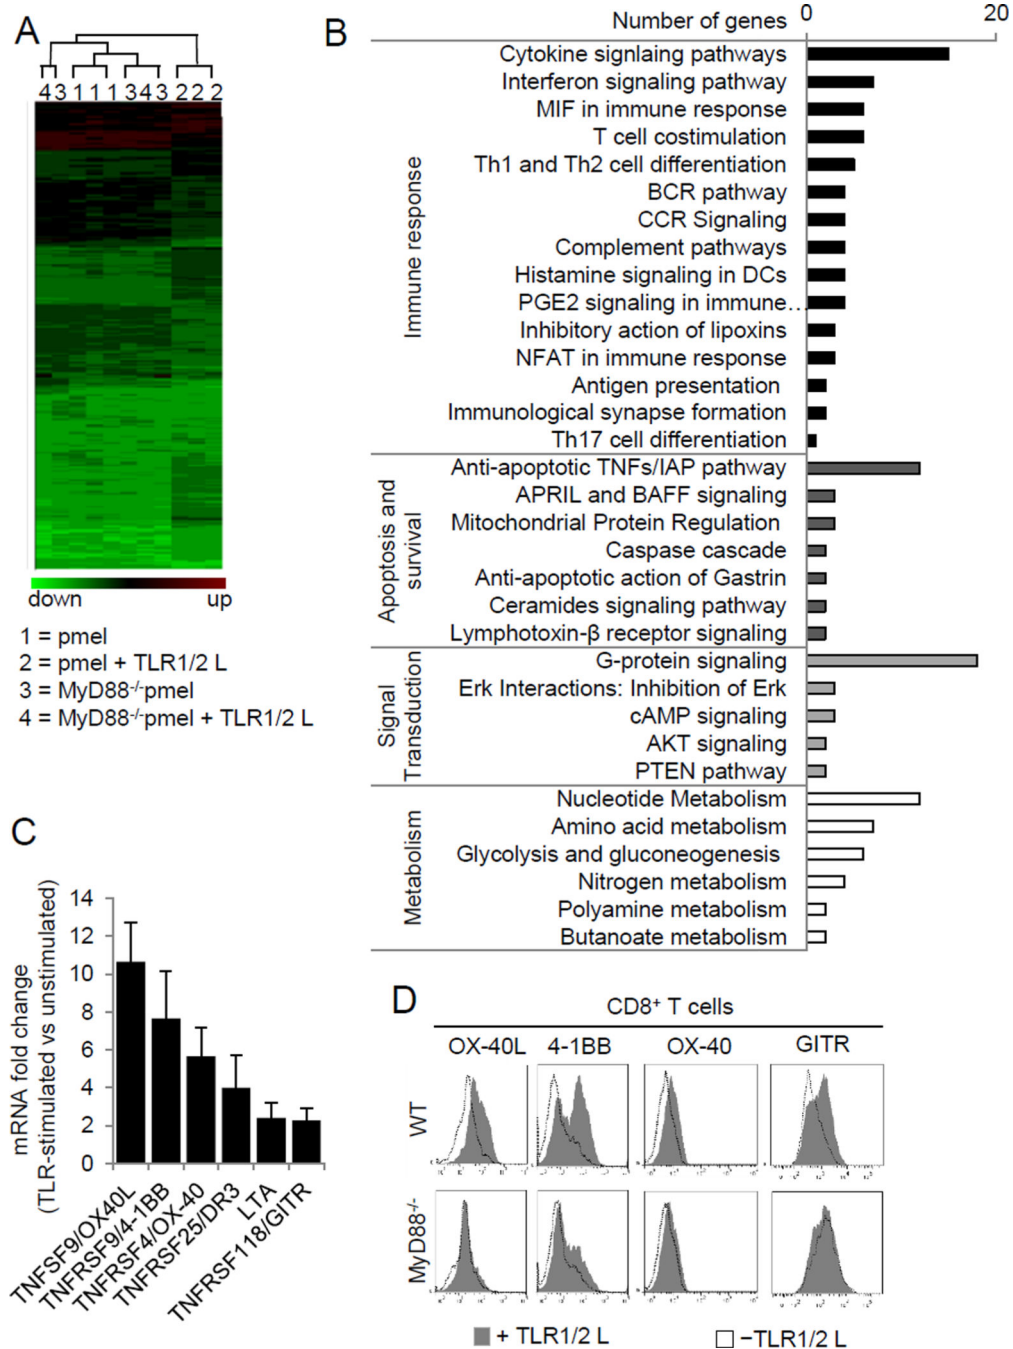 A
4 3 1 1 1 3 4 3 2 2 2
down up
1 = pmel
2 = pmel + TLR1/2 L
3 = MyD88-/-pmel
4 = MyD88-/-pmel + TLR1/2 L
B
Number of genes
0 20
Immune response
Cytokine signlaing pathways
Interferon signaling pathway
MIF in immune response
T cell costimulation
Th1 and Th2 cell differentiation
BCR pathway
CCR Signaling
Complement pathways
Histamine signaling in DCs
PGE2 signaling in immune…
Inhibitory action of lipoxins
NFAT in immune response
Antigen presentation
Immunological synapse formation
Th17 cell differentiation
Apoptosis and
survival
Anti-apoptotic TNFs/IAP pathway
APRIL and BAFF signaling
Mitochondrial Protein Regulation
Caspase cascade
Anti-apoptotic action of Gastrin
Ceramides signaling pathway
Lymphotoxin-β receptor signaling
Signal
Transduction
G-protein signaling
Erk Interactions: Inhibition of Erk
cAMP signaling
AKT signaling
PTEN pathway
Metabolism
Nucleotide Metabolism
Amino acid metabolism
Glycolysis and gluconeogenesis
Nitrogen metabolism
Polyamine metabolism
Butanoate metabolism
C
mRNA fold change
(TLR-stimulated vs unstimulated)
14
12
10
8
6
4
2
0
TNFSF9/OX40L
TNFRSF9/4-1BB
TNFRSF4/OX-40
TNFRSF25/DR3
LTA
TNFRSF118/GITR
D
CD8+ T cells
OX-40L 4-1BB OX-40 GITR
WT
MyD88-/-
+ TLR1/2 L −TLR1/2 L